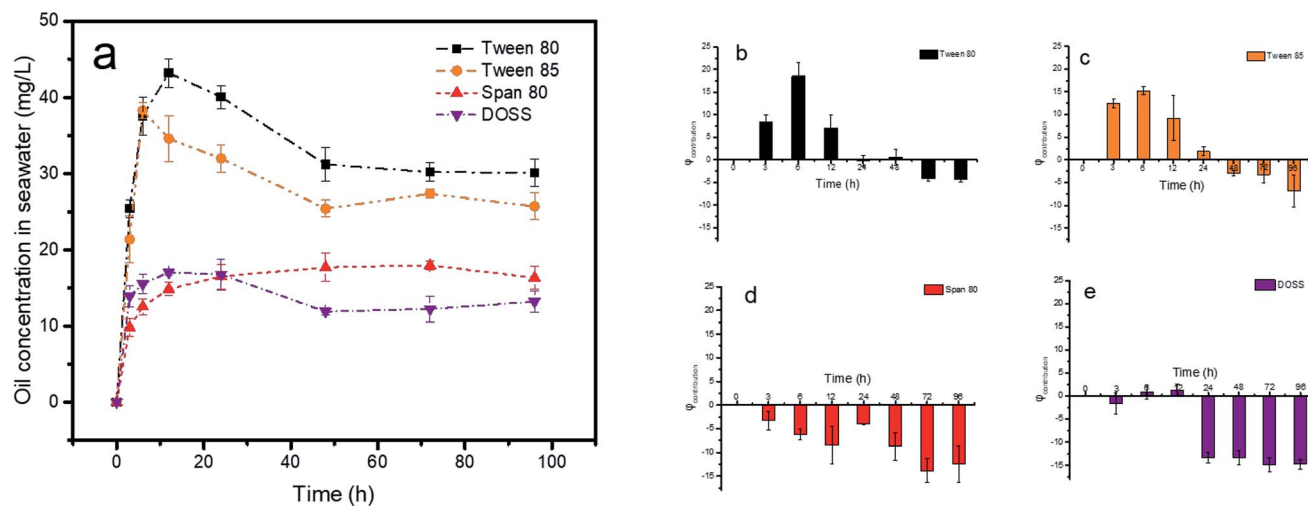 a
Tween 80
Tween 85
Span 80
DOSS
Oil concentration in seawater (mg/L)
50
40
30
20
10
0
0 20 40 60 80 100
Time (h)
b
Tween 80
φcontribution
25
20
15
10
5
0
-5
-10
-15
0 3 6 12 24 48
Time (h)
c
Tween 85
φcontribution
25
20
15
10
5
0
-5
-10
-15
0 3 6 12 24 48 72 96
Time (h)
d
Span 80
φcontribution
25
20
15
10
5
0
-5
-10
-15
Time (h)
0 3 6 12 24 48 72 96
e
DOSS
φcontribution
25
20
15
10
5
0
-5
-10
-15
Time (h)
0 3 6 12 24 48 72 96